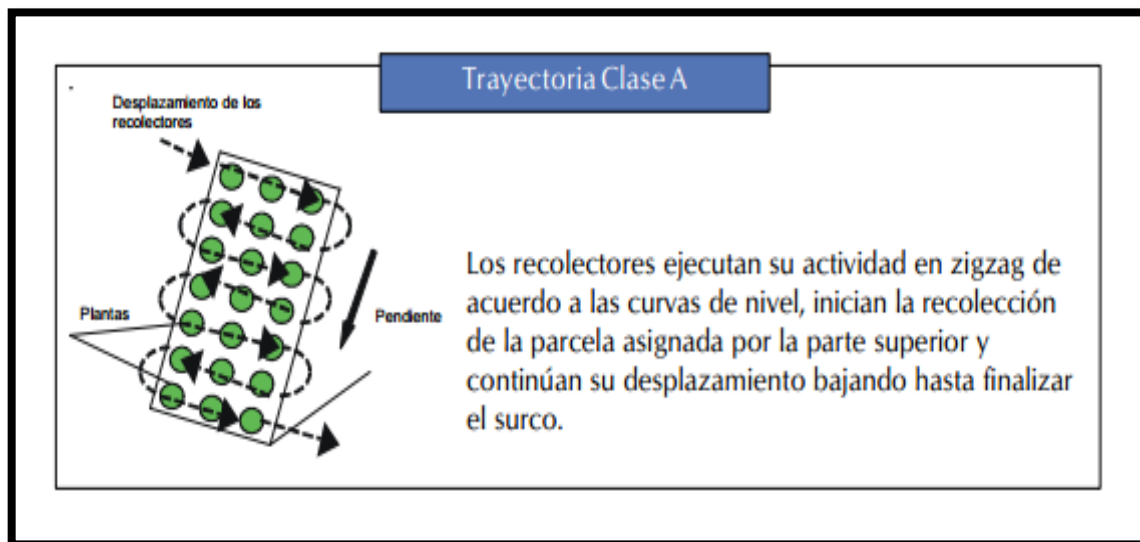 Trayectoria Clase A
Desplazamiento de los
recolectores
Plantas
Pendiente
Los recolectores ejecutan su actividad en zigzag de
acuerdo a las curvas de nivel, inician la recolección
de la parcela asignada por la parte superior y
continúan su desplazamiento bajando hasta finalizar
el surco.